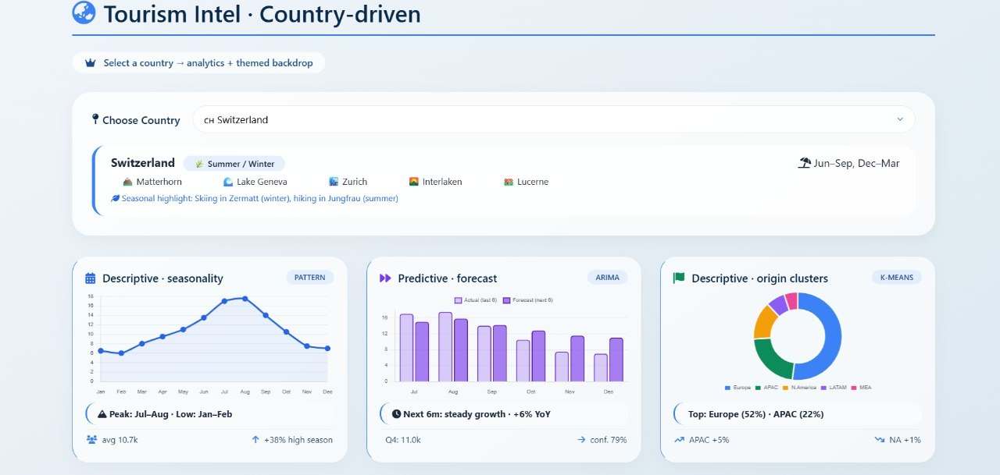 Tourism Intel · Country-driven
Select a country → analytics + themed backdrop
Choose Country
CH Switzerland
Switzerland
Summer / Winter
Jun–Sep, Dec–Mar
Matterhorn
Lake Geneva
Zurich
Interlaken
Lucerne
Seasonal highlight: Skiing in Zermatt (winter), hiking in Jungfrau (summer)
Descriptive · seasonality
PATTERN
18
16
14
12
10
8
6
4
2
0
Jan Feb Mar Apr May Jun Jul Aug Sep Oct Nov Dec
Peak: Jul–Aug · Low: Jan–Feb
avg 10.7k
+38% high season
Predictive · forecast
ARIMA
Actual (last 6) Forecast (next 6)
16
12
8
4
0
Jul Aug Sep Oct Nov Dec
Next 6m: steady growth · +6% YoY
Q4: 11.0k
→ conf. 79%
Descriptive · origin clusters
K-MEANS
Europe APAC N.America LATAM MEA
Top: Europe (52%) · APAC (22%)
APAC +5%
NA +1%